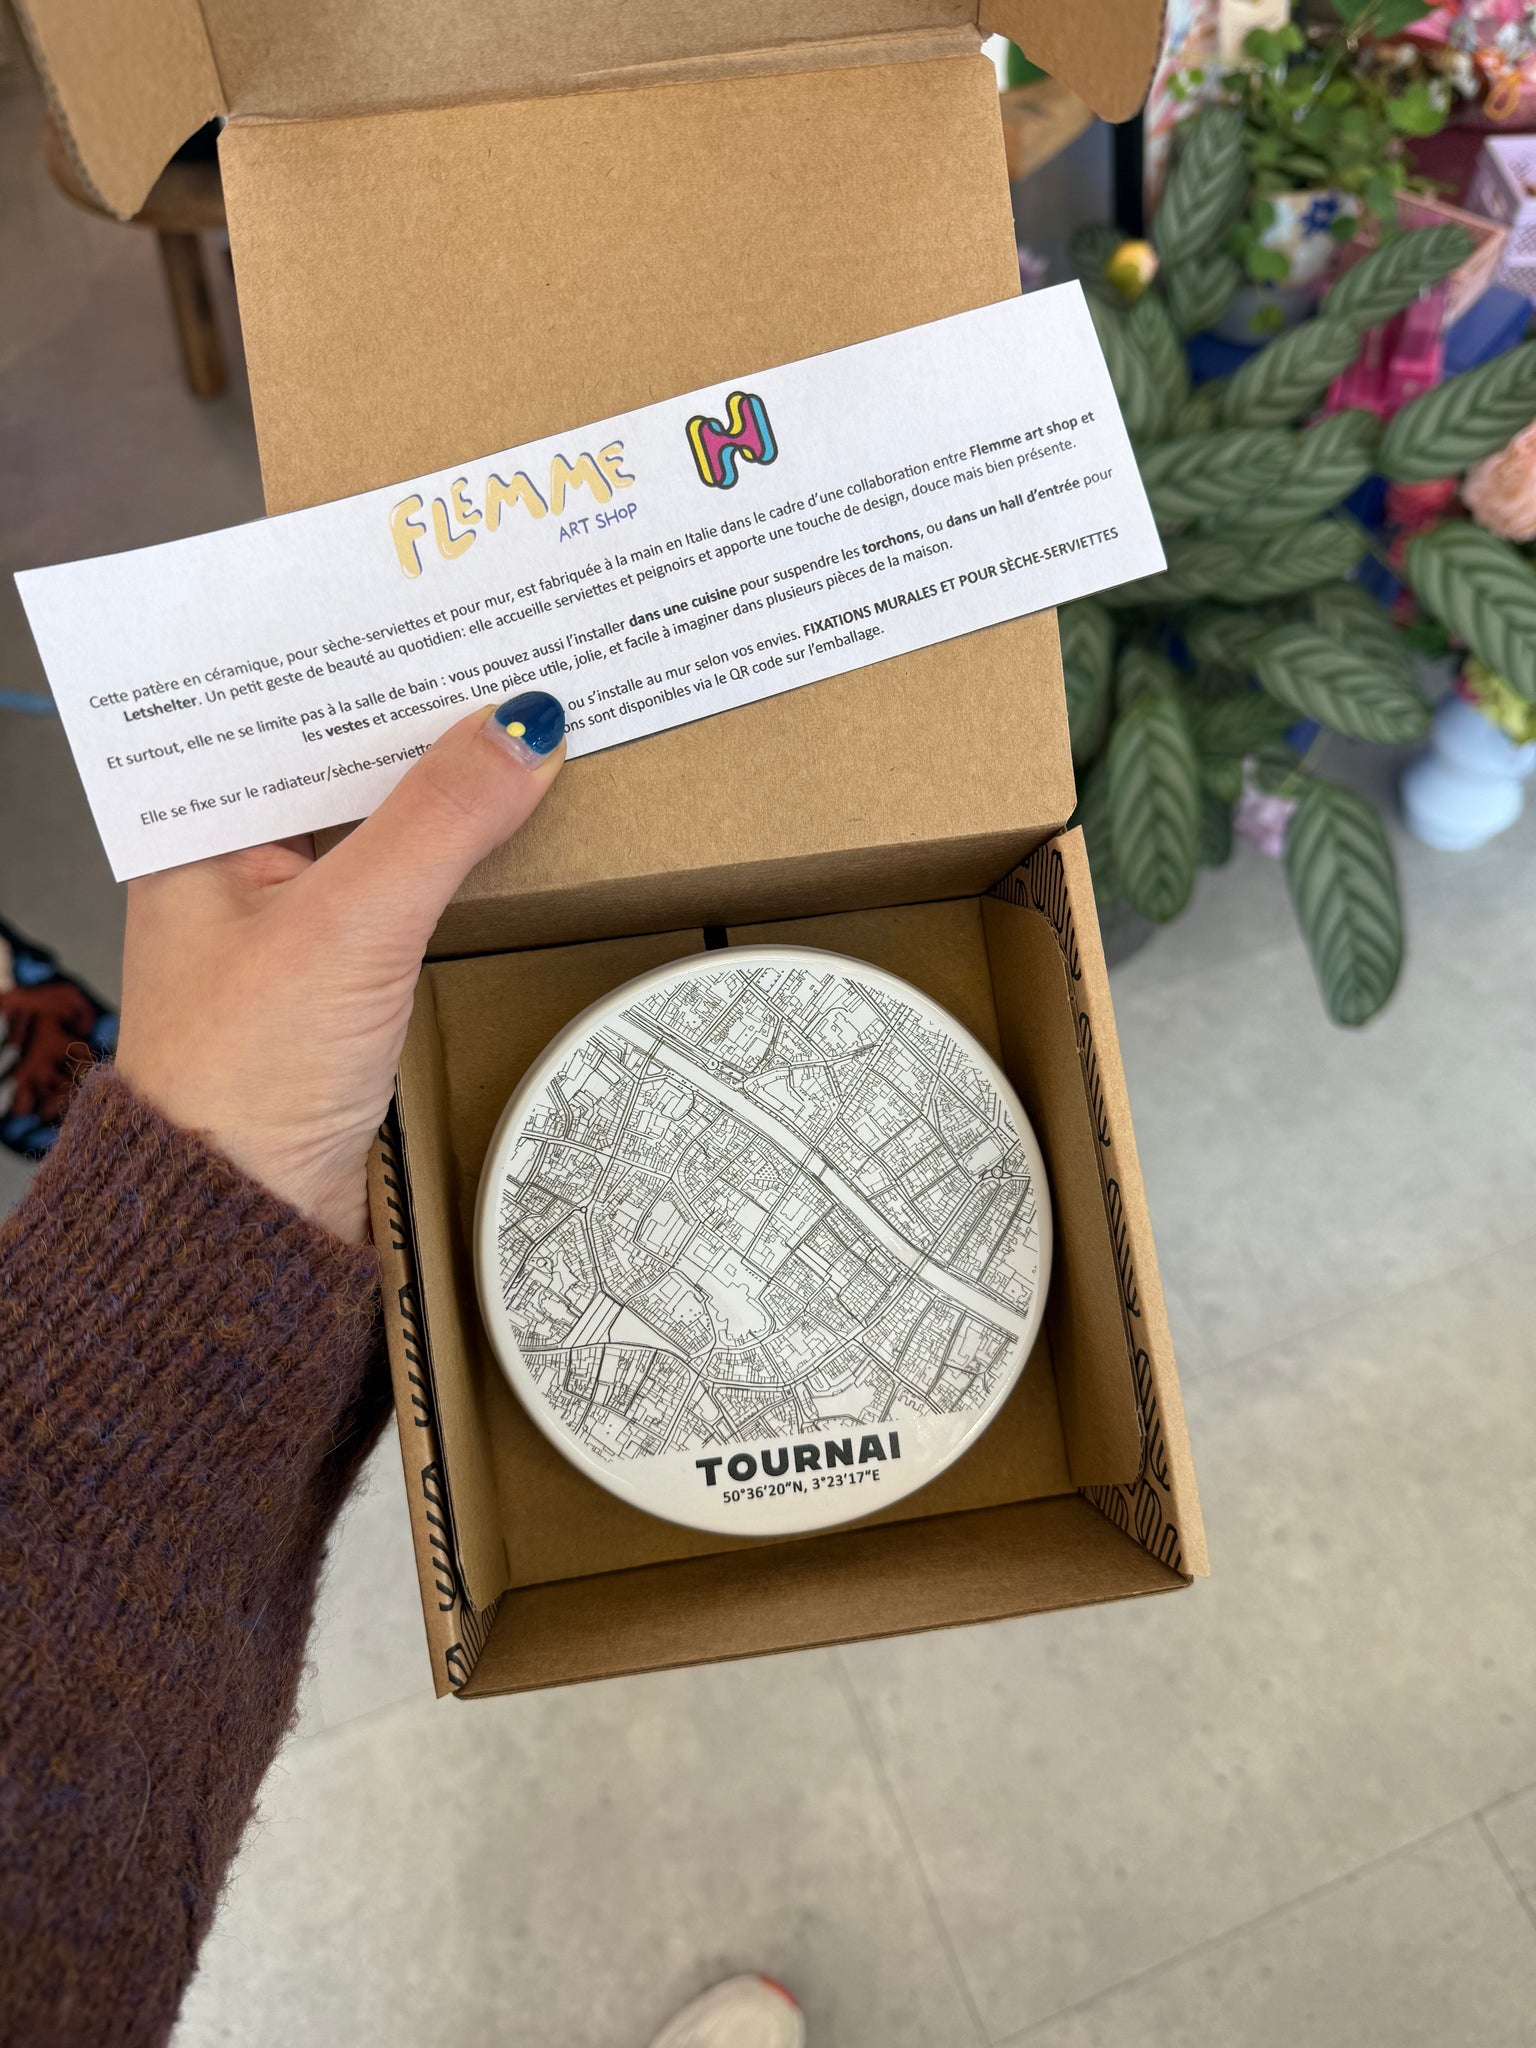 FLEMME
ART SHOP
Cette patère en céramique, pour sèche-serviettes et pour mur, est fabriquée à la main en Italie dans le cadre d'une collaboration entre Flemme art shop et
Letshelter. Un petit geste de beauté au quotidien: elle accueille serviettes et peignoirs et apporte une touche de design, douce mais bien présente.
Et surtout, elle ne se limite pas à la salle de bain : vous pouvez aussi l'installer dans une cuisine pour suspendre les torchons, ou dans un hall d'entrée pour
les vestes et accessoires. Une pièce utile, jolie, et facile à imaginer dans plusieurs pièces de la maison.
Elle se fixe sur le radiateur/sèche-serviette ou s'installe au mur selon vos envies. FIXATIONS MURALES ET POUR SÈCHE-SERVIETTES
sont disponibles via le QR code sur l'emballage.
TOURNAI
50°36'20"N, 3°23'17"E